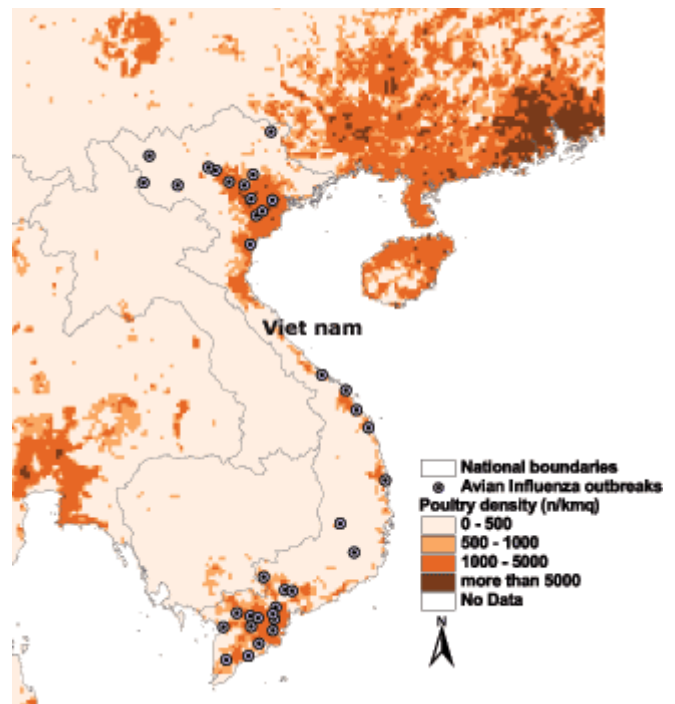 Viet nam
National boundaries
Avian Influenza outbreaks
Poultry density (n/kmq)
0 - 500
500 - 1000
1000 - 5000
more than 5000
No Data
N